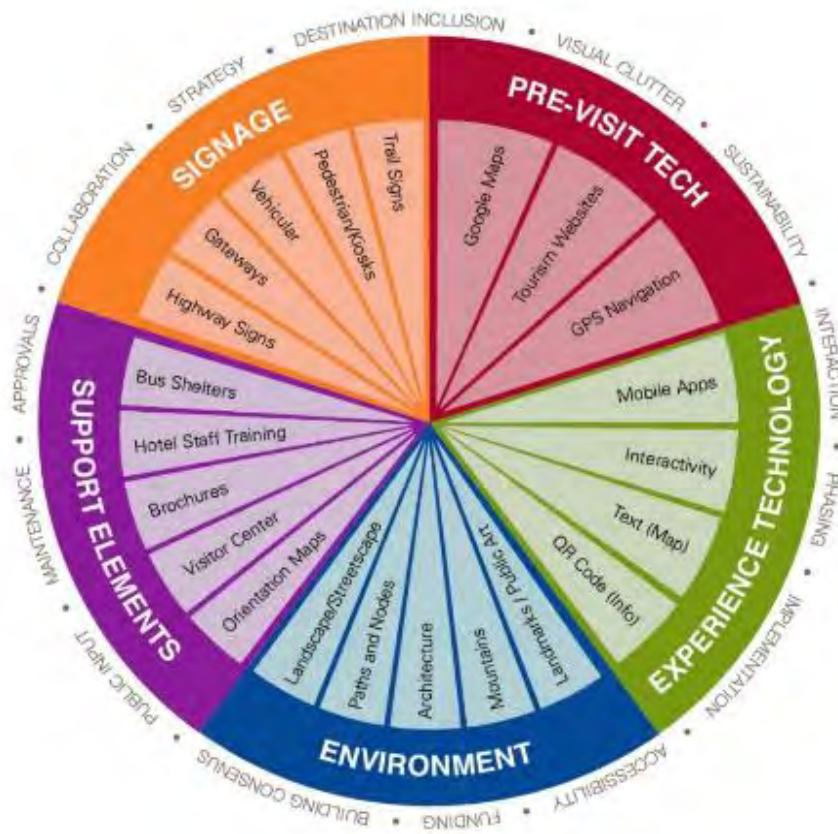 DESTINATION INCLUSION
VISUAL CLUTTER
SUSTAINABILITY
INTERACTION
PHASING
IMPLEMENTATION
ACCESSIBILITY
FUNDING
BUILDING CONSENUS
PUBLIC INPUT
MAINTENANCE
APPROVALS
COLLABORATION
STRATEGY
SIGNAGE
Highway Signs
Gateways
Vehicular
Pedestrian/Kiosks
Trail Signs
PRE-VISIT TECH
Google Maps
Tourism Websites
GPS Navigation
EXPERIENCE TECHNOLOGY
Mobile Apps
Interactivity
Text (Map)
QR Code (Info)
ENVIRONMENT
Landscape/Streetscape
Paths and Nodes
Architecture
Mountains
Landmarks / Public Art
SUPPORT ELEMENTS
Bus Shelters
Hotel Staff Training
Brochures
Visitor Center
Orientation Maps